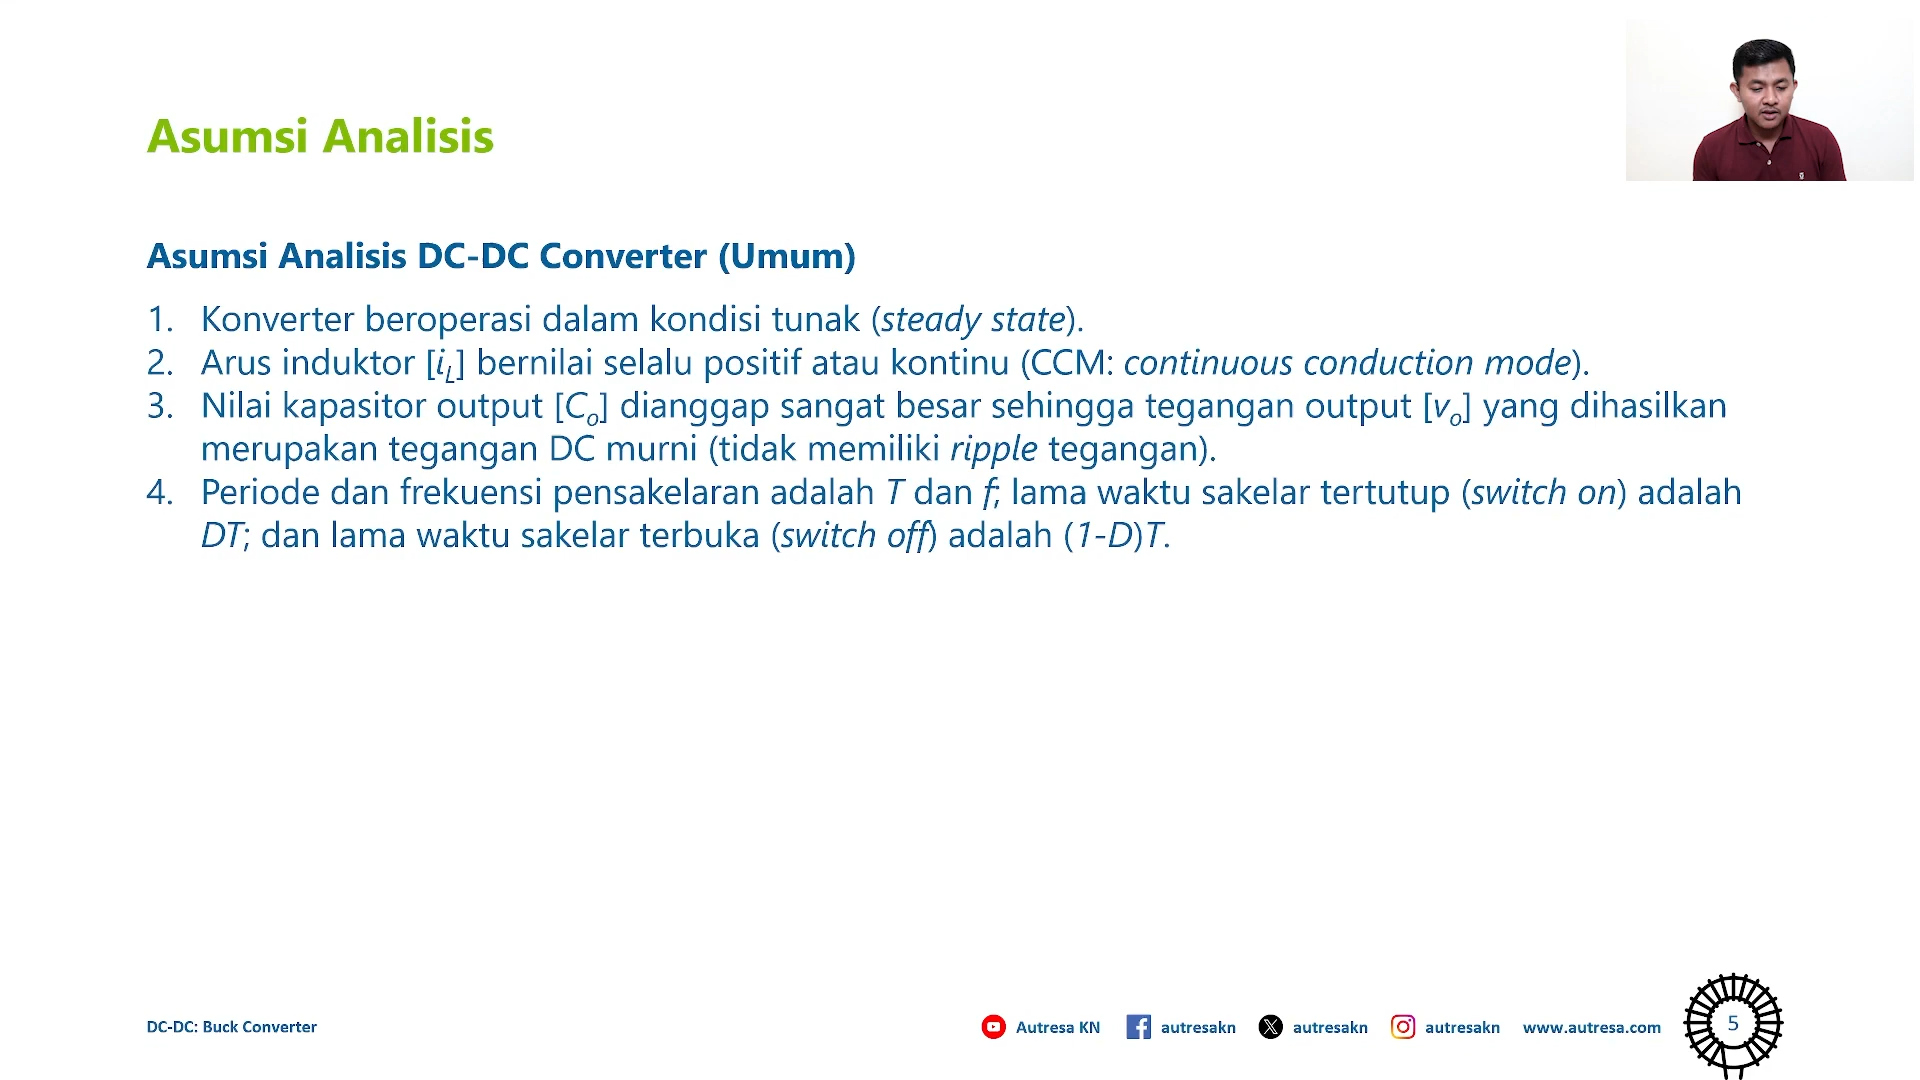 Asumsi Analisis
Asumsi Analisis DC-DC Converter (Umum)
1. Konverter beroperasi dalam kondisi tunak (steady state).
2. Arus induktor [iL] bernilai selalu positif atau kontinu (CCM: continuous conduction mode).
3. Nilai kapasitor output [Co] dianggap sangat besar sehingga tegangan output [vo] yang dihasilkan
merupakan tegangan DC murni (tidak memiliki ripple tegangan).
4. Periode dan frekuensi pensakelaran adalah T dan f; lama waktu sakelar tertutup (switch on) adalah
DT; dan lama waktu sakelar terbuka (switch off) adalah (1-D)T.
DC-DC: Buck Converter
Autresa KN autresakn autresakn autresakn www.autresa.com
5